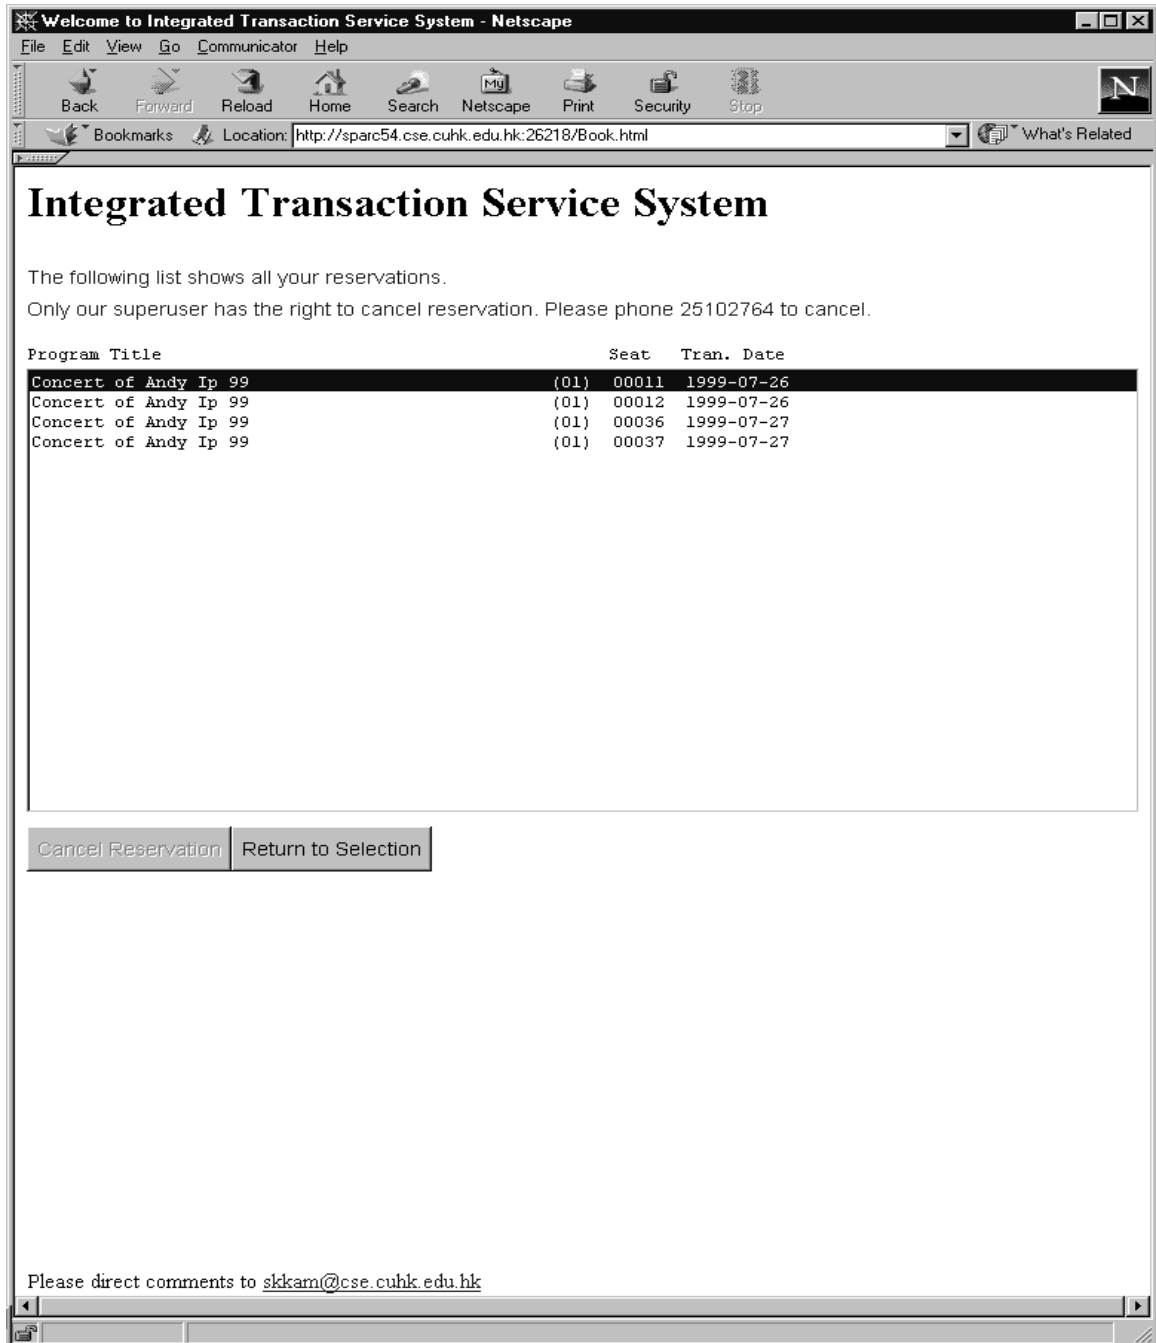 Welcome to Integrated Transaction Service System - Netscape
File Edit View Go Communicator Help
My N
Back Forward Reload Home Search Netscape Print Security Stop
Bookmarks Location: http://sparc54.cse.cuhk.edu.hk:26218/Book.html What's Related
Integrated Transaction Service System
The following list shows all your reservations.
Only our superuser has the right to cancel reservation. Please phone 25102764 to cancel.
Program Title Seat Tran. Date
Concert of Andy Ip 99 (01) 00011 1999-07-26
Concert of Andy Ip 99 (01) 00012 1999-07-26
Concert of Andy Ip 99 (01) 00036 1999-07-27
Concert of Andy Ip 99 (01) 00037 1999-07-27
Cancel Reservation Return to Selection
Please direct comments to skkam@cse.cuhk.edu.hk